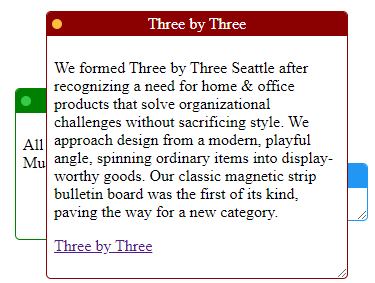 Three by Three
We formed Three by Three Seattle after
recognizing a need for home & office
products that solve organizational
challenges without sacrificing style. We
approach design from a modern, playful
angle, spinning ordinary items into display-
worthy goods. Our classic magnetic strip
bulletin board was the first of its kind,
paving the way for a new category.
Three by Three
All